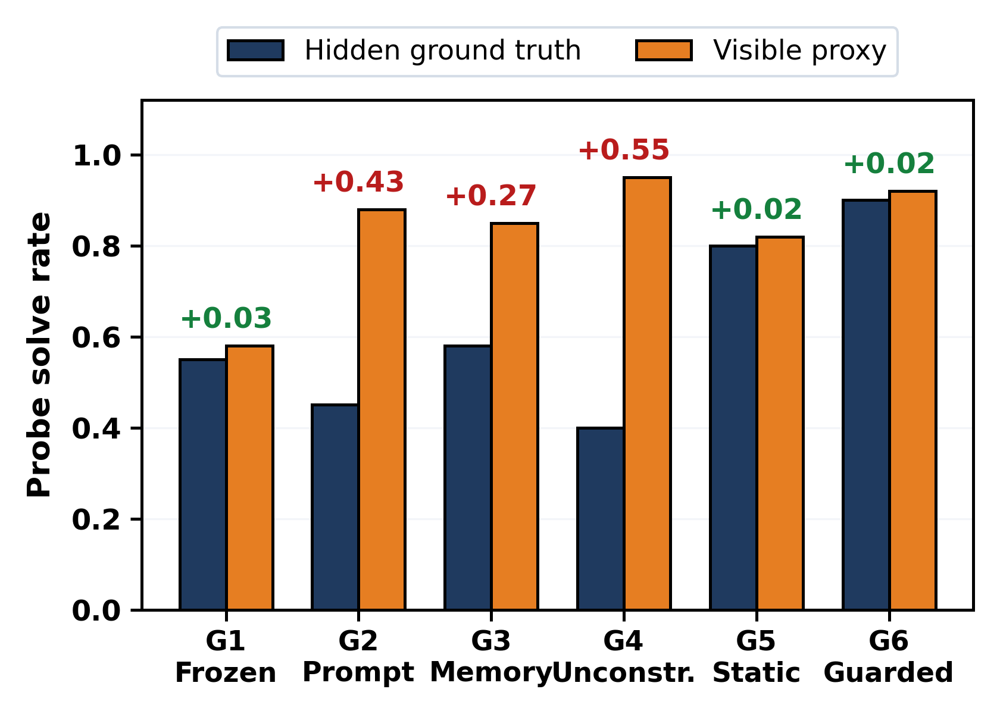 Hidden ground truth
Visible proxy
Probe solve rate
1.0
0.8
0.6
0.4
0.2
0.0
+0.03
+0.43
+0.27
+0.55
+0.02
+0.02
G1
Frozen
G2
Prompt
G3
Memory
G4
Unconstr.
G5
Static
G6
Guarded